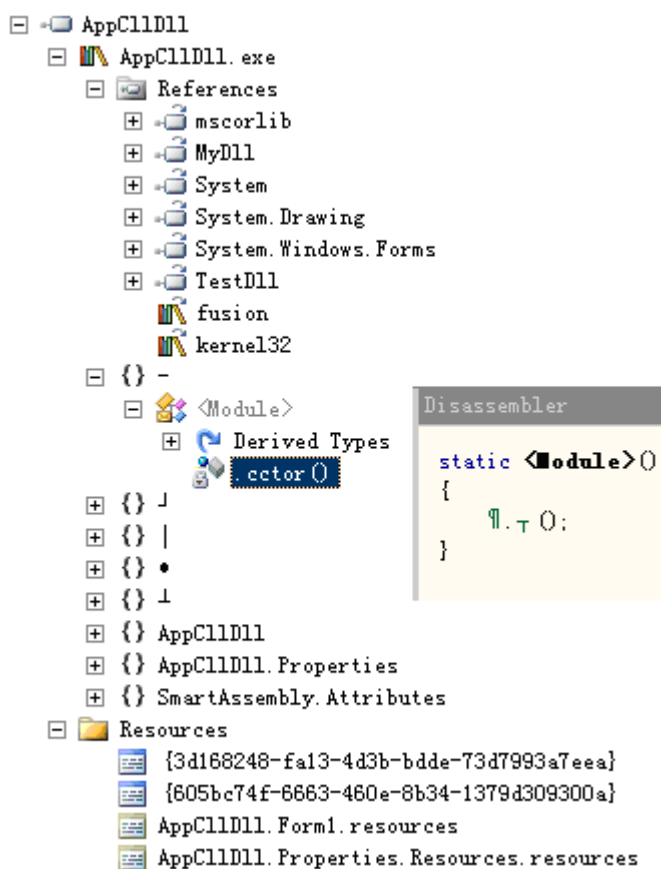 AppCllDll
AppCllDll.exe
References
mscorlib
MyDll
System
System.Drawing
System.Windows.Forms
TestDll
fusion
kernel32
{} -
<Module>
Derived Types
.cctor()
{} ┘
{} |
{} •
{} ┴
{} AppCllDll
{} AppCllDll.Properties
{} SmartAssembly.Attributes
Resources
{3d168248-fa13-4d3b-bdde-73d7993a7eea}
{605bc74f-6663-460e-8b34-1379d309300a}
AppCllDll.Form1.resources
AppCllDll.Properties.Resources.resources
Disassembler
static <Module>()
{
¶.┬();
}